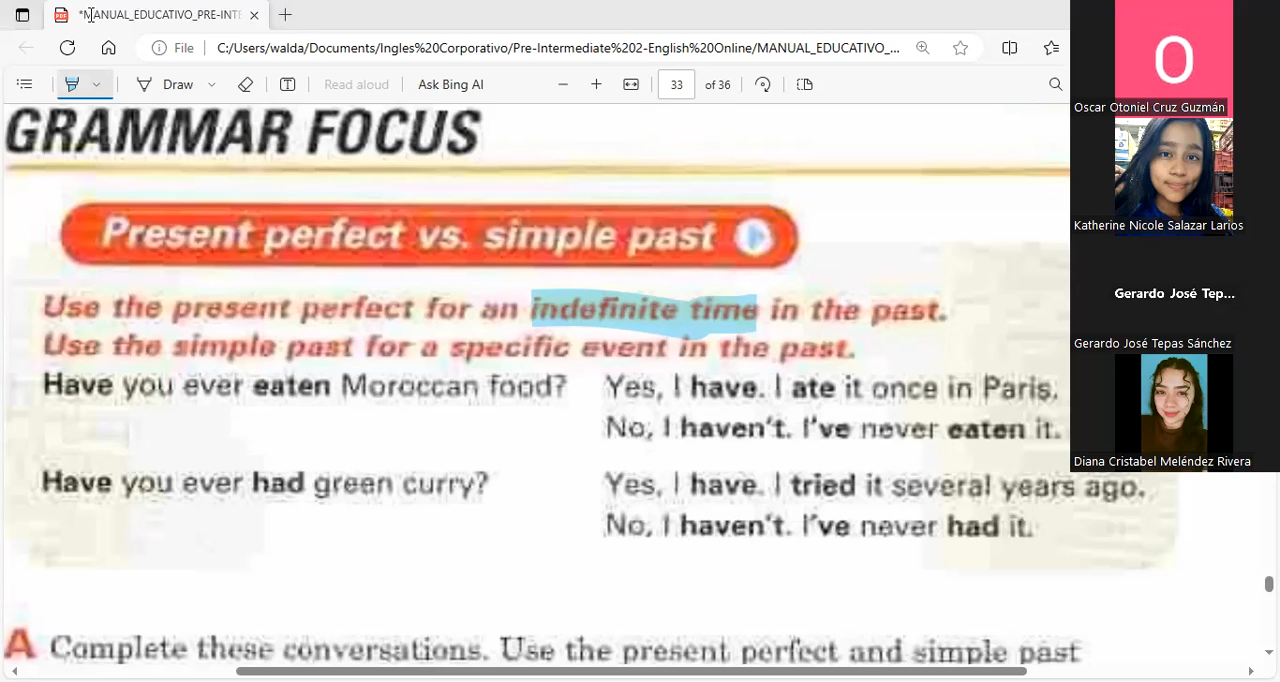 *MANUAL_EDUCATIVO_PRE-INTE
File
C:/Users/walda/Documents/Ingles%20Corporativo/Pre-Intermediate%202-English%20Online/MANUAL_EDUCATIVO_...
Draw
Read aloud
Ask Bing AI
33
of 36
GRAMMAR FOCUS
Present perfect vs. simple past
Use the present perfect for an indefinite time in the past.
Use the simple past for a specific event in the past.
Have you ever eaten Moroccan food?
Yes, I have. I ate it once in Paris.
No, I haven't. I've never eaten it.
Have you ever had green curry?
Yes, I have. I tried it several years ago.
No, I haven't. I've never had it.
A Complete these conversations. Use the present perfect and simple past
O
Oscar Otoniel Cruz Guzmán
Katherine Nicole Salazar Larios
Gerardo José Tep...
Gerardo José Tepas Sánchez
Diana Cristabel Meléndez Rivera